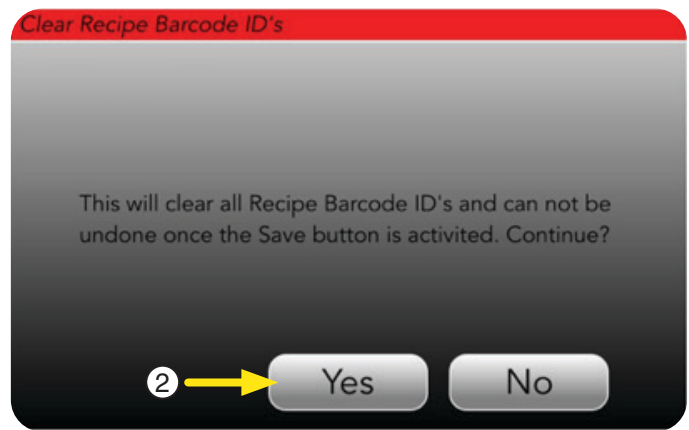 Clear Recipe Barcode ID's
This will clear all Recipe Barcode ID's and can not be
undone once the Save button is activited. Continue?
2 Yes No